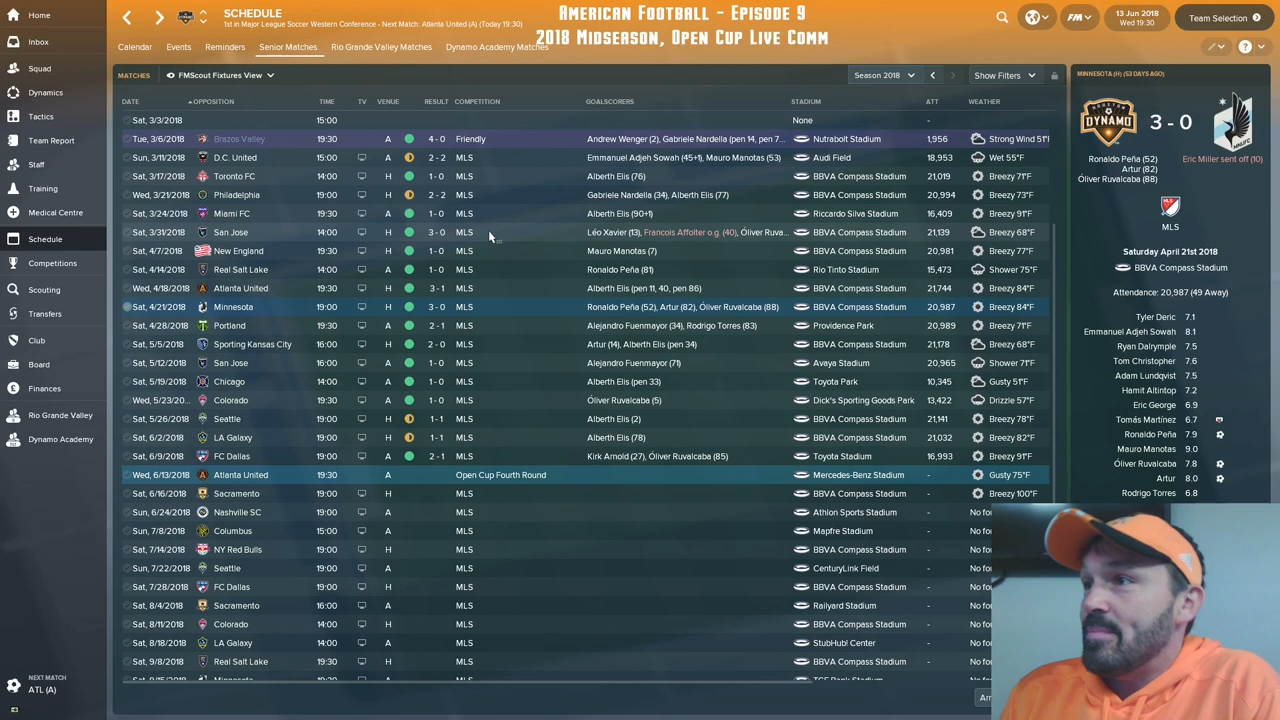 SCHEDULE
1st in Major League Soccer Western Conference - Next Match: Atlanta United (A) (Today 19:30)
American Football - Episode 9
2018 Midseason, Open Cup Live Comm
FM
13 Jun 2018
Wed 19:30
Team Selection
Calendar Events Reminders Senior Matches Rio Grande Valley Matches Dynamo Academy Matches
Home
Inbox
Squad
Dynamics
Tactics
Team Report
Staff
Training
Medical Centre
Schedule
Competitions
Scouting
Transfers
Club
Board
Finances
Rio Grande Valley
Dynamo Academy
NEXT MATCH
ATL (A)
MATCHES FMScout Fixtures View Season 2018 Show Filters
DATE OPPOSITION TIME TV VENUE RESULT COMPETITION GOALSCORERS STADIUM ATT WEATHER
Sat, 3/3/2018 15:00 None
Tue, 3/6/2018 Brazos Valley 19:30 A 4 - 0 Friendly Andrew Wenger (2), Gabriele Nardella (pen 14, pen 7... Nutrabolt Stadium 1,956 Strong Wind 51°F
Sun, 3/11/2018 D.C. United 15:00 A 2 - 2 MLS Emmanuel Adjeh Sowah (45+1), Mauro Manotas (53) Audi Field 18,953 Wet 55°F
Sat, 3/17/2018 Toronto FC 14:00 H 1 - 0 MLS Alberth Elis (76) BBVA Compass Stadium 21,019 Breezy 71°F
Wed, 3/21/2018 Philadelphia 19:30 H 2 - 2 MLS Gabriele Nardella (34), Alberth Elis (77) BBVA Compass Stadium 20,994 Breezy 73°F
Sat, 3/24/2018 Miami FC 19:30 A 1 - 0 MLS Alberth Elis (90+1) Riccardo Silva Stadium 16,409 Breezy 91°F
Sat, 3/31/2018 San Jose 14:00 H 3 - 0 MLS Léo Xavier (13), Francois Affolter o.g. (40), Óliver Ruva... BBVA Compass Stadium 21,139 Breezy 68°F
Sat, 4/7/2018 New England 19:30 H 1 - 0 MLS Mauro Manotas (7) BBVA Compass Stadium 20,981 Breezy 77°F
Sat, 4/14/2018 Real Salt Lake 14:00 A 1 - 0 MLS Ronaldo Peña (81) Rio Tinto Stadium 15,473 Shower 75°F
Wed, 4/18/2018 Atlanta United 19:30 H 3 - 1 MLS Alberth Elis (pen 11, 40, pen 86) BBVA Compass Stadium 21,744 Breezy 84°F
Sat, 4/21/2018 Minnesota 19:00 H 3 - 0 MLS Ronaldo Peña (52), Artur (82), Óliver Ruvalcaba (88) BBVA Compass Stadium 20,987 Breezy 84°F
Sat, 4/28/2018 Portland 19:30 A 2 - 1 MLS Alejandro Fuenmayor (34), Rodrigo Torres (83) Providence Park 20,989 Breezy 71°F
Sat, 5/5/2018 Sporting Kansas City 16:00 H 2 - 0 MLS Artur (14), Alberth Elis (pen 34) BBVA Compass Stadium 21,178 Breezy 68°F
Sat, 5/12/2018 San Jose 16:00 A 1 - 0 MLS Alejandro Fuenmayor (71) Avaya Stadium 20,965 Shower 71°F
Sat, 5/19/2018 Chicago 14:00 A 1 - 0 MLS Alberth Elis (pen 33) Toyota Park 10,345 Gusty 51°F
Wed, 5/23/20... Colorado 19:30 A 1 - 0 MLS Óliver Ruvalcaba (5) Dick's Sporting Goods Park 13,422 Drizzle 57°F
Sat, 5/26/2018 Seattle 19:00 H 1 - 1 MLS Alberth Elis (2) BBVA Compass Stadium 21,141 Breezy 78°F
Sat, 6/2/2018 LA Galaxy 19:00 H 1 - 1 MLS Alberth Elis (78) BBVA Compass Stadium 21,032 Breezy 82°F
Sat, 6/9/2018 FC Dallas 19:00 A 2 - 1 MLS Kirk Arnold (27), Óliver Ruvalcaba (85) Toyota Stadium 16,993 Breezy 91°F
Wed, 6/13/2018 Atlanta United 19:30 A Open Cup Fourth Round Mercedes-Benz Stadium - Gusty 75°F
Sat, 6/16/2018 Sacramento 19:00 H MLS BBVA Compass Stadium - Breezy 100°F
Sun, 6/24/2018 Nashville SC 19:00 A MLS Athlon Sports Stadium - No fo
Sun, 7/8/2018 Columbus 15:00 A MLS Mapfre Stadium - No fo
Sat, 7/14/2018 NY Red Bulls 19:00 H MLS BBVA Compass Stadium - No fo
Sun, 7/22/2018 Seattle 19:00 A MLS CenturyLink Field - No fo
Sat, 7/28/2018 FC Dallas 19:00 H MLS BBVA Compass Stadium - No fo
Sat, 8/4/2018 Sacramento 16:00 A MLS Railyard Stadium - No fo
Sat, 8/11/2018 Colorado 14:00 H MLS BBVA Compass Stadium - No fo
Sat, 8/18/2018 LA Galaxy 14:00 A MLS StubHub! Center - No fo
Sat, 9/8/2018 Real Salt Lake 19:30 H MLS BBVA Compass Stadium - No fo
MINNESOTA (H) (53 DAYS AGO)
DYNAMO 3 - 0
Ronaldo Peña (52) Eric Miller sent off (10)
Artur (82)
Óliver Ruvalcaba (88)
MLS
Saturday April 21st 2018
BBVA Compass Stadium
Attendance: 20,987 (49 Away)
Tyler Deric 7.1
Emmanuel Adjeh Sowah 8.1
Ryan Dalrymple 7.5
Tom Christopher 7.6
Adam Lundqvist 7.5
Hamit Altintop 7.2
Eric George 6.9
Tomás Martínez 6.7
Ronaldo Peña 7.9
Mauro Manotas 9.0
Óliver Ruvalcaba 7.8
Artur 8.0
Rodrigo Torres 6.8